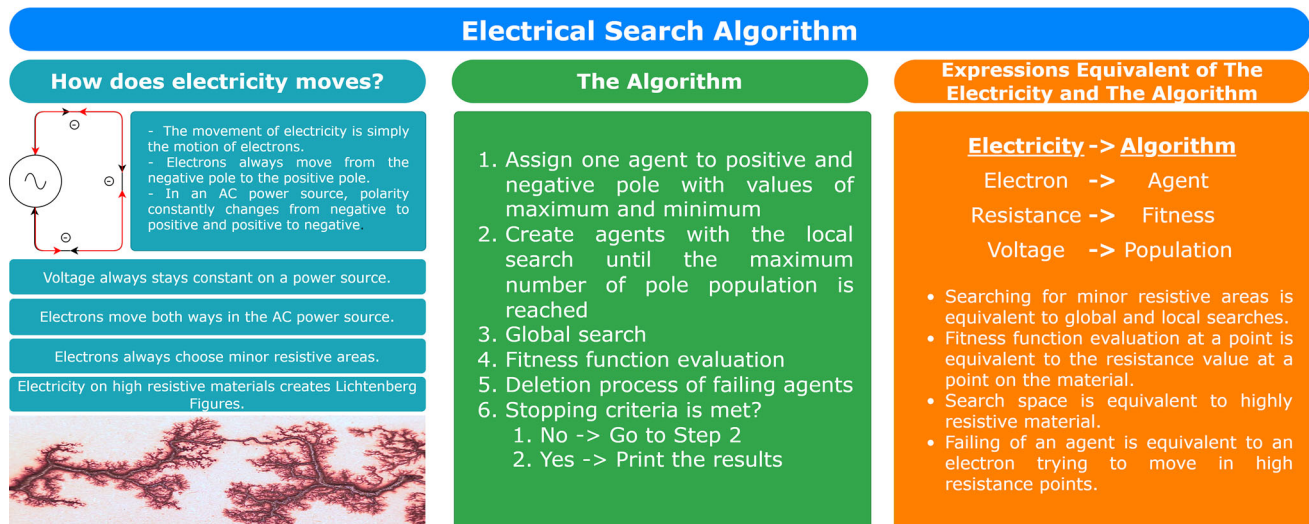 Electrical Search Algorithm
How does electricity moves?
- The movement of electricity is simply
the motion of electrons.
- Electrons always move from the
negative pole to the positive pole.
- In an AC power source, polarity
constantly changes from negative to
positive and positive to negative.
Voltage always stays constant on a power source.
Electrons move both ways in the AC power source.
Electrons always choose minor resistive areas.
Electricity on high resistive materials creates Lichtenberg
Figures.
The Algorithm
1. Assign one agent to positive and
negative pole with values of
maximum and minimum
2. Create agents with the local
search until the maximum
number of pole population is
reached
3. Global search
4. Fitness function evaluation
5. Deletion process of failing agents
6. Stopping criteria is met?
1. No -> Go to Step 2
2. Yes -> Print the results
Expressions Equivalent of The
Electricity and The Algorithm
Electricity -> Algorithm
Electron -> Agent
Resistance -> Fitness
Voltage -> Population
• Searching for minor resistive areas is
equivalent to global and local searches.
• Fitness function evaluation at a point is
equivalent to the resistance value at a
point on the material.
• Search space is equivalent to highly
resistive material.
• Failing of an agent is equivalent to an
electron trying to move in high
resistance points.